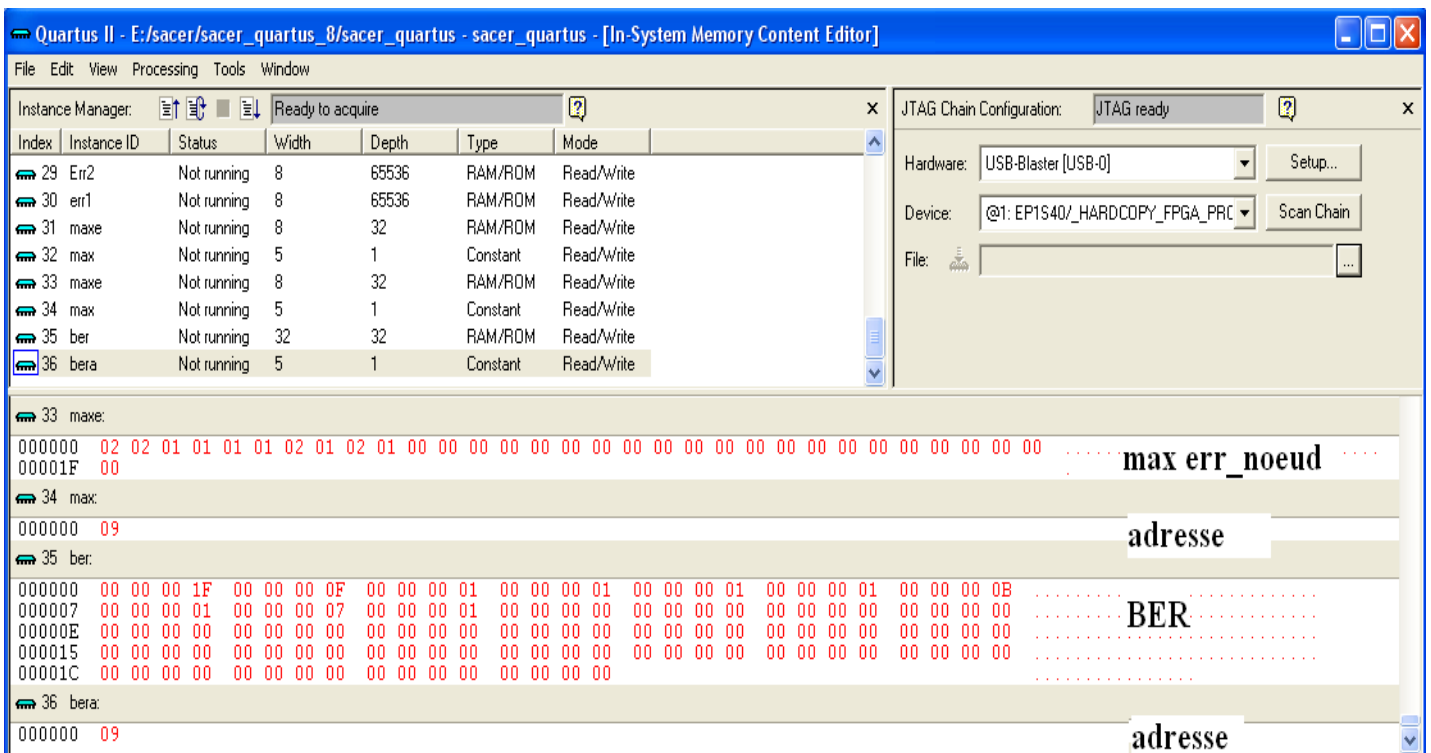 Quartus II - E:/sacer/sacer_quartus_8/sacer_quartus - sacer_quartus - [In-System Memory Content Editor]
File Edit View Processing Tools Window
Instance Manager: Ready to acquire
JTAG Chain Configuration: JTAG ready
Index Instance ID Status Width Depth Type Mode
29 Err2 Not running 8 65536 RAM/ROM Read/Write
30 err1 Not running 8 65536 RAM/ROM Read/Write
31 maxe Not running 8 32 RAM/ROM Read/Write
32 max Not running 5 1 Constant Read/Write
33 maxe Not running 8 32 RAM/ROM Read/Write
34 max Not running 5 1 Constant Read/Write
35 ber Not running 32 32 RAM/ROM Read/Write
36 bera Not running 5 1 Constant Read/Write
Hardware: USB-Blaster [USB-0] Setup...
Device: @1: EP1S40/_HARDCOPY_FPGA_PRC Scan Chain
File: ...
33 maxe:
000000 02 02 01 01 01 01 02 01 02 01 00 00 00 00 00 00 00 00 00 00 00 00 00 00 00 00 00 00 00 00 00
max err_noeud
00001F 00
34 max:
000000 09
adresse
35 ber:
000000 00 00 00 1F 00 00 00 0F 00 00 00 01 00 00 00 01 00 00 00 01 00 00 00 01 00 00 00 0B
000007 00 00 00 01 00 00 00 07 00 00 00 01 00 00 00 00 00 00 00 00 00 00 00 00 00 00 00 00
BER
00000E 00 00 00 00 00 00 00 00 00 00 00 00 00 00 00 00 00 00 00 00 00 00 00 00 00 00 00 00
000015 00 00 00 00 00 00 00 00 00 00 00 00 00 00 00 00 00 00 00 00 00 00 00 00 00 00 00 00
00001C 00 00 00 00 00 00 00 00 00 00 00 00 00 00 00 00
36 bera:
000000 09
adresse